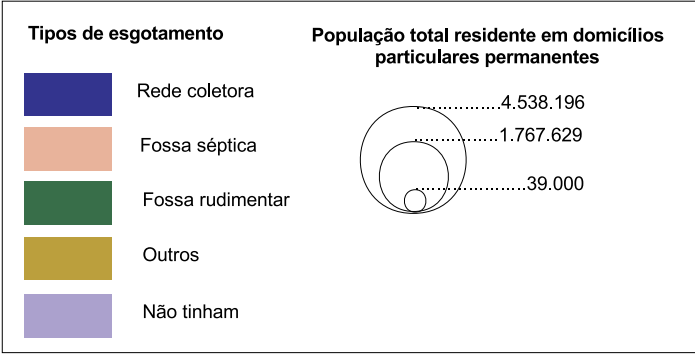 Tipos de esgotamento
Rede coletora
Fossa séptica
Fossa rudimentar
Outros
Não tinham
População total residente em domicílios
particulares permanentes
4.538.196
1.767.629
39.000